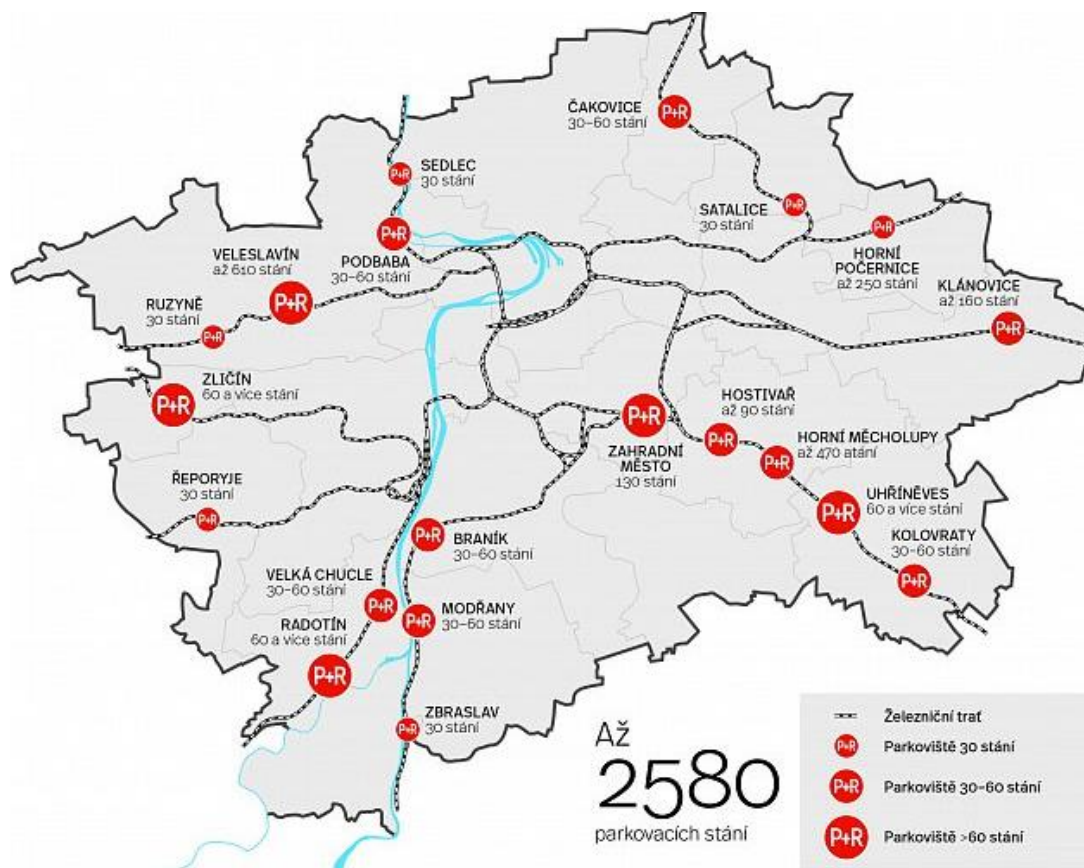 ČAKOVICE
30–60 stání
P+R
SEDLEC
30 stání
P+R
SATALICE
30 stání
P+R
HORNÍ
POČERNICE
až 250 stání
P+R
PODBABA
30–60 stání
P+R
VELESLAVÍN
až 610 stání
P+R
KLÁNOVICE
až 160 stání
P+R
RUZYNĚ
30 stání
P+R
ZLIČÍN
60 a více stání
P+R
ZAHRADNÍ
MĚSTO
130 stání
P+R
HOSTIVAŘ
až 90 stání
P+R
HORNÍ MĚCHOLUPY
až 470 atání
P+R
ŘEPORYJE
30 stání
P+R
UHŘÍNĚVES
60 a více stání
P+R
BRANÍK
30–60 stání
P+R
KOLOVRATY
30–60 stání
P+R
VELKÁ CHUCLE
30–60 stání
P+R
MODŘANY
30–60 stání
P+R
RADOTÍN
60 a více stání
P+R
ZBRASLAV
30 stání
P+R
Až
2580
parkovacích stání
Železniční trať
P+R
Parkoviště 30 stání
P+R
Parkoviště 30–60 stání
P+R
Parkoviště >60 stání